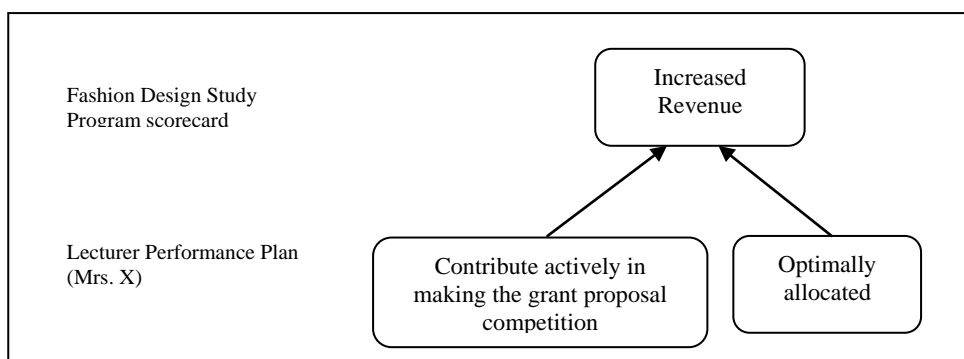 Increased
Revenue
Fashion Design Study
Program scorecard
Lecturer Performance Plan
(Mrs. X)
Contribute actively in
making the grant proposal
competition
Optimally
allocated